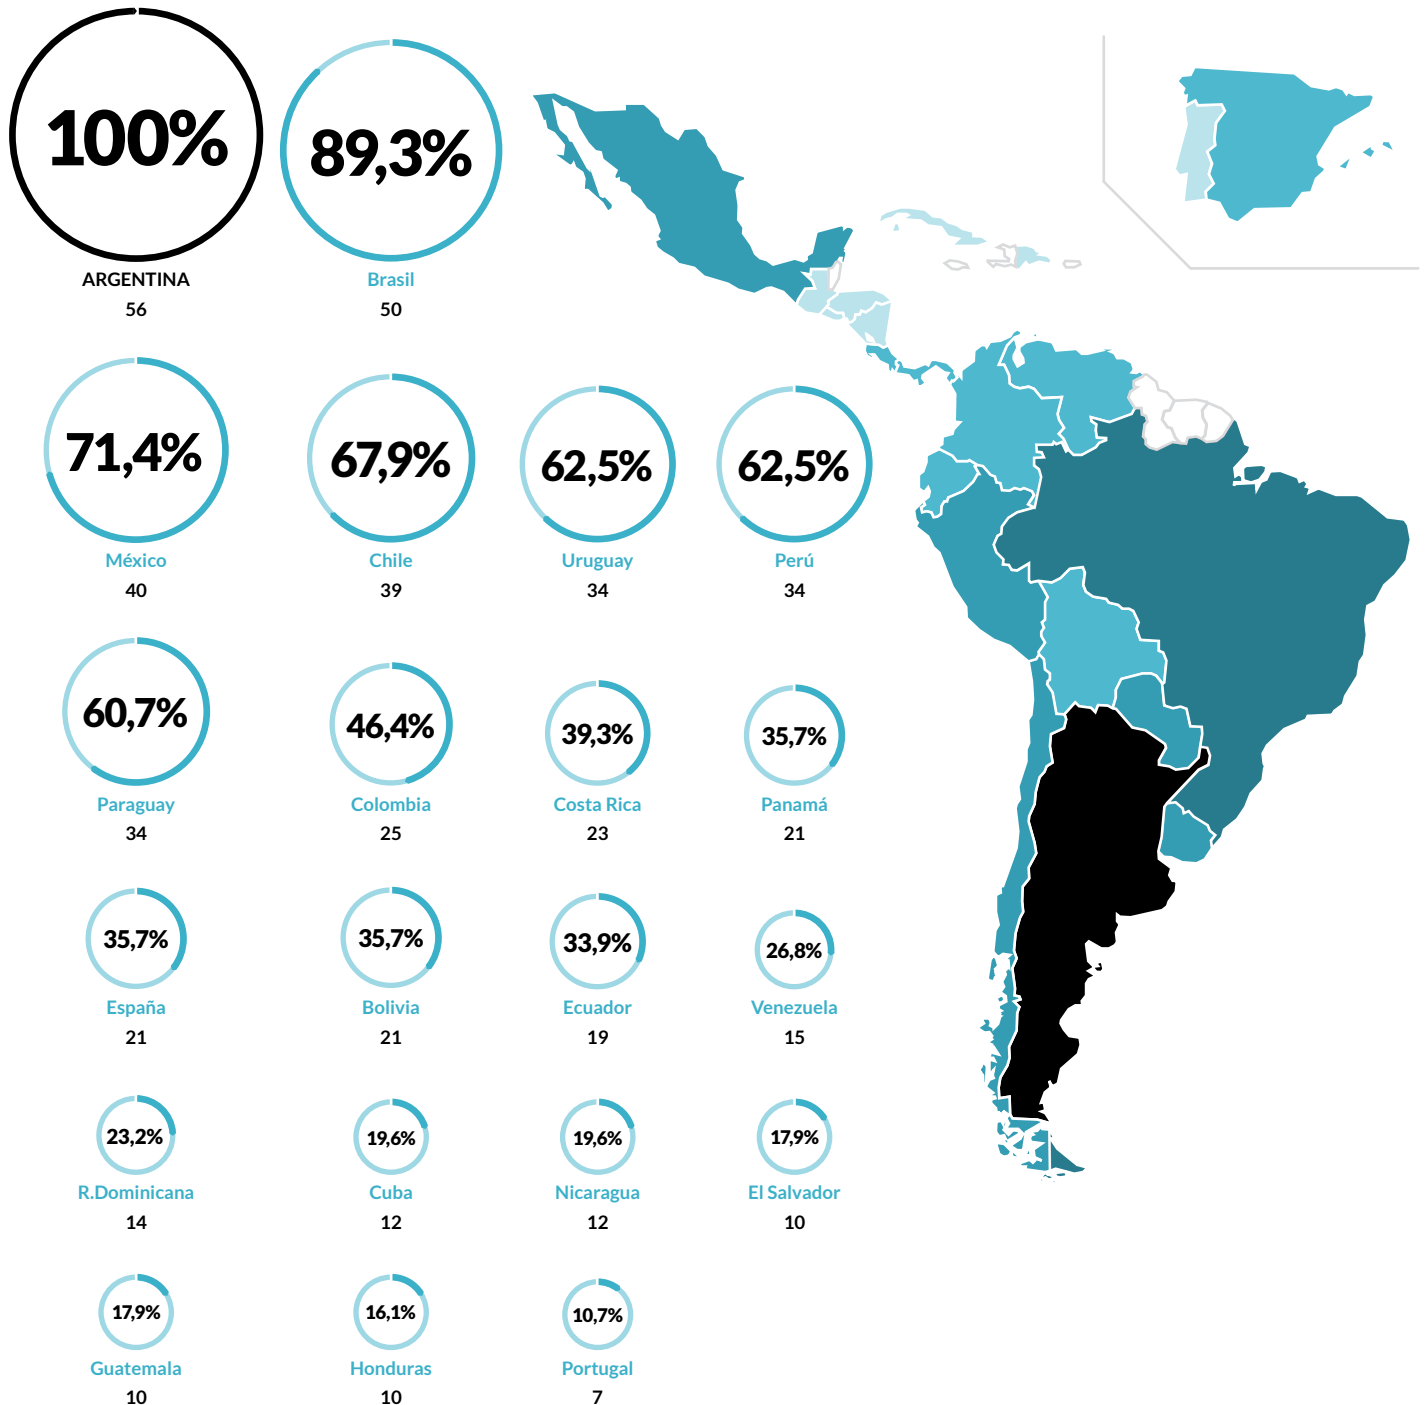 100%
ARGENTINA
56
89,3%
Brasil
50
71,4%
México
40
67,9%
Chile
39
62,5%
Uruguay
34
62,5%
Perú
34
60,7%
Paraguay
34
46,4%
Colombia
25
39,3%
Costa Rica
23
35,7%
Panamá
21
35,7%
España
21
35,7%
Bolivia
21
33,9%
Ecuador
19
26,8%
Venezuela
15
23,2%
R.Dominicana
14
19,6%
Cuba
12
19,6%
Nicaragua
12
17,9%
El Salvador
10
17,9%
Guatemala
10
16,1%
Honduras
10
10,7%
Portugal
7